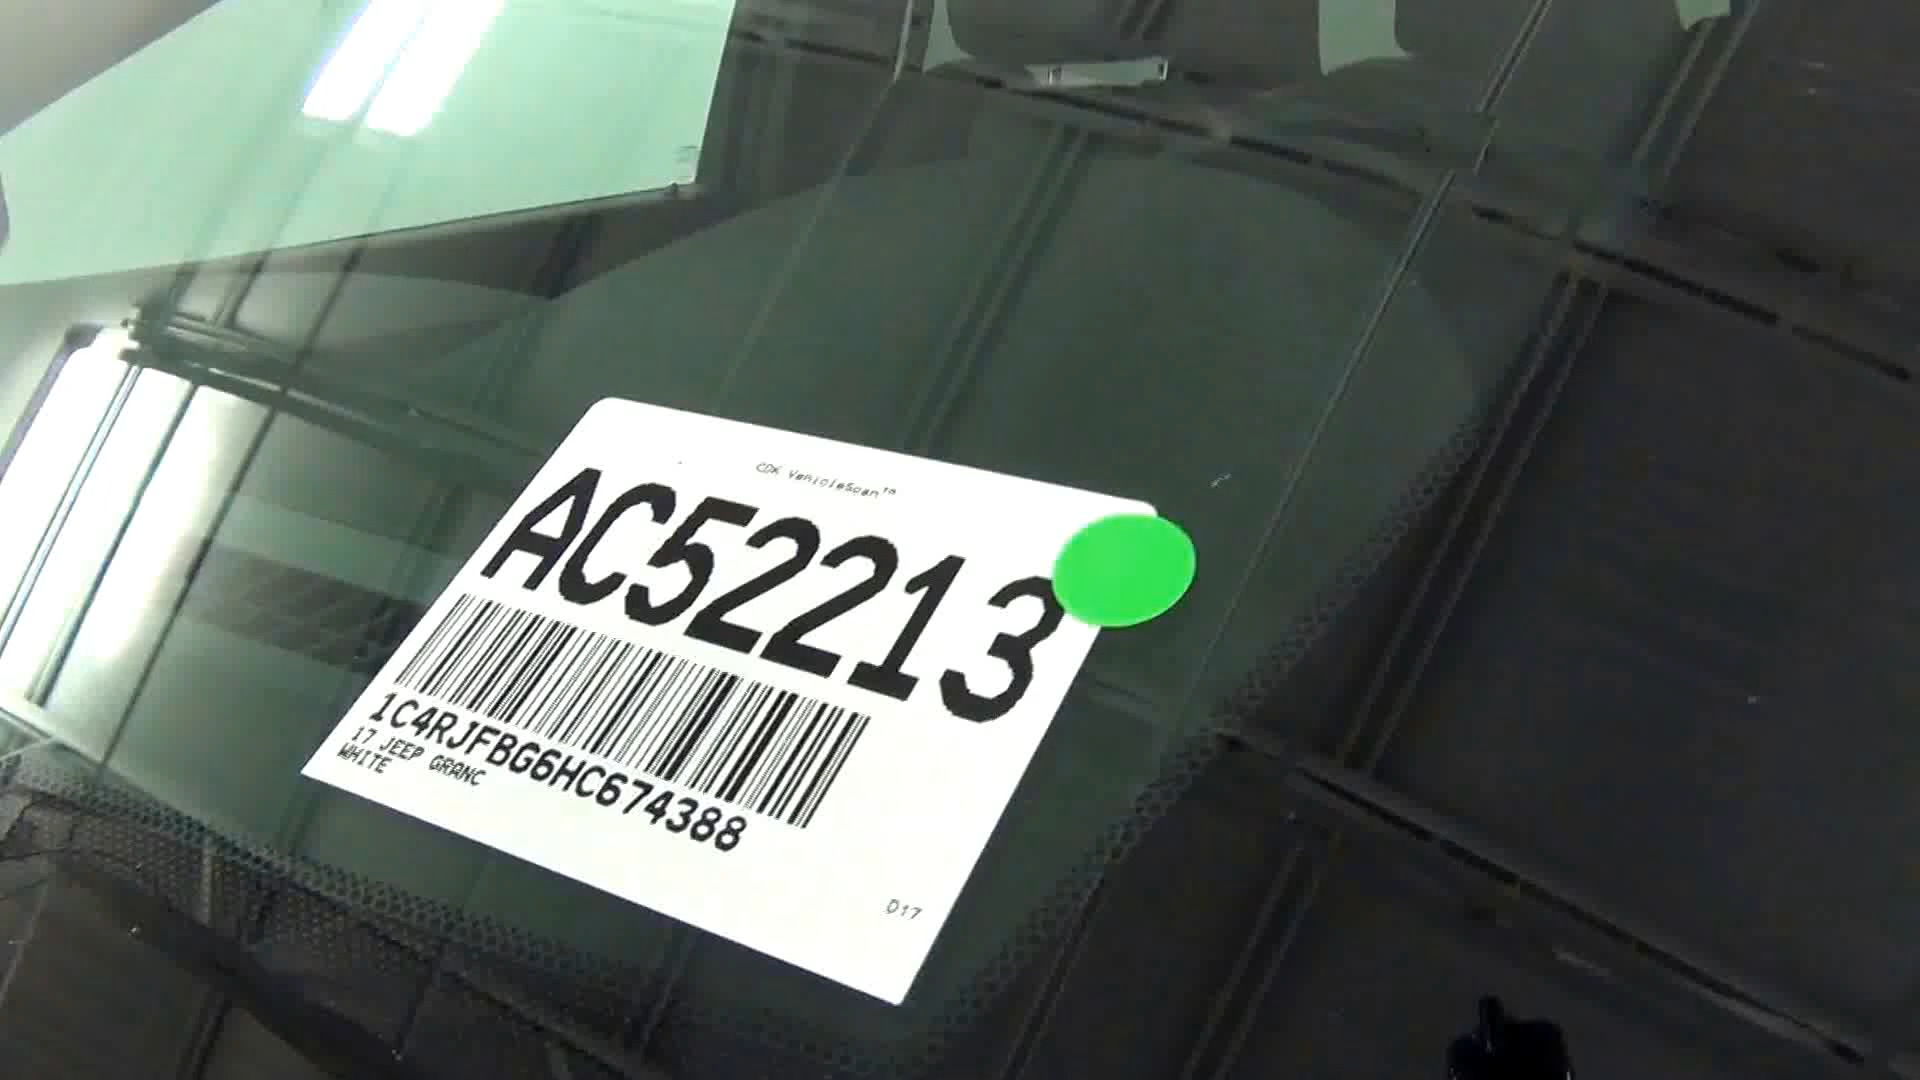 CDK VehicleScan™
AC52213
1C4RJFBG6HC674388
17 JEEP GRANC
WHITE
D17